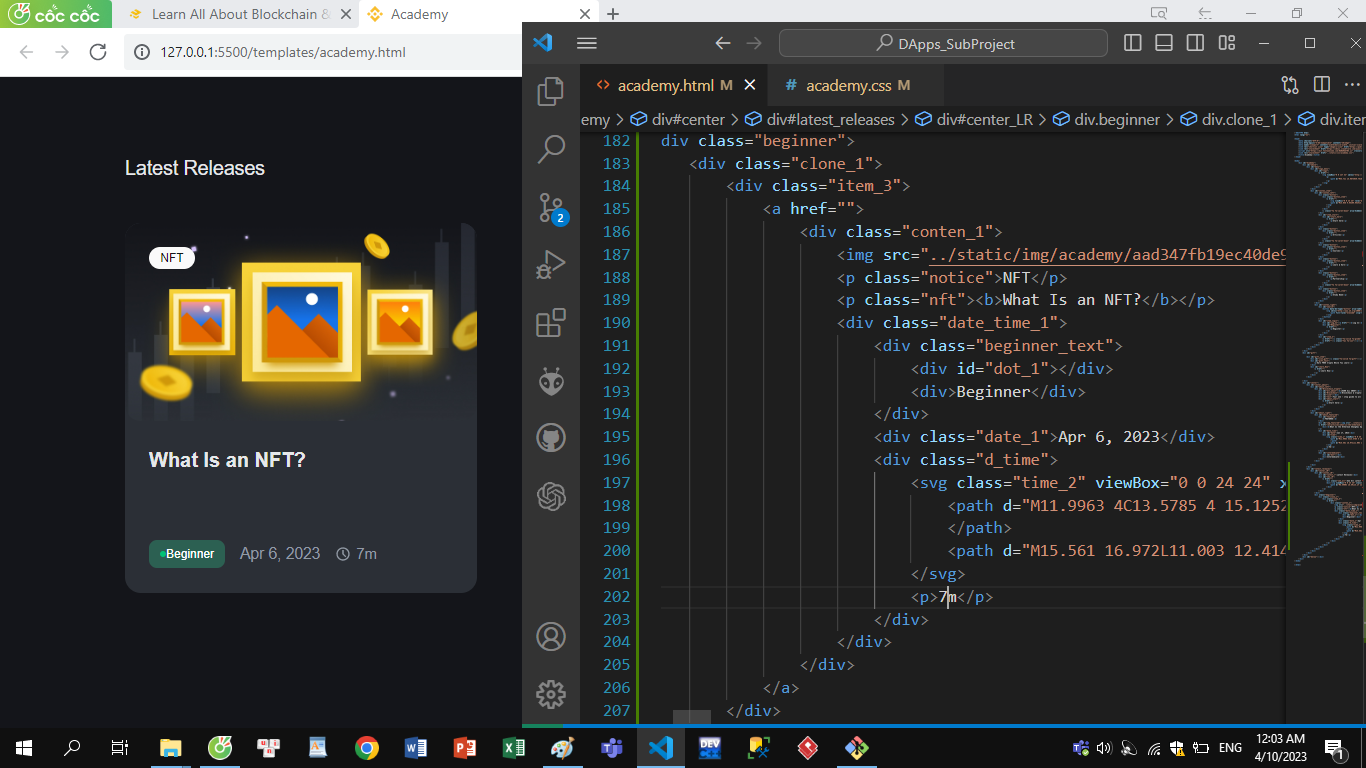 cốc cốc
Learn All About Blockchain &
Academy
127.0.0.1:5500/templates/academy.html
Latest Releases
NFT
What Is an NFT?
Beginner Apr 6, 2023 7m
DApps_SubProject
academy.html M
academy.css M
emy > div#center > div#latest_releases > div#center_LR > div.beginner > div.clone_1 > div.iter
2
182 div class="beginner">
183 <div class="clone_1">
184 <div class="item_3">
185 <a href="">
186 <div class="conten_1">
187 <img src="../static/img/academy/aad347fb19ec40de9
188 <p class="notice">NFT</p>
189 <p class="nft"><b>What Is an NFT?</b></p>
190 <div class="date_time_1">
191 <div class="beginner_text">
192 <div id="dot_1"></div>
193 <div>Beginner</div>
194 </div>
195 <div class="date_1">Apr 6, 2023</div>
196 <div class="d_time">
197 <svg class="time_2" viewBox="0 0 24 24" x
198 <path d="M11.9963 4C13.5785 4 15.1252
199 </path>
200 <path d="M15.561 16.972L11.003 12.414
201 </svg>
202 <p>7m</p>
203 </div>
204 </div>
205 </div>
206 </a>
207 </div>
DEV
ENG
12:03 AM
4/10/2023
1